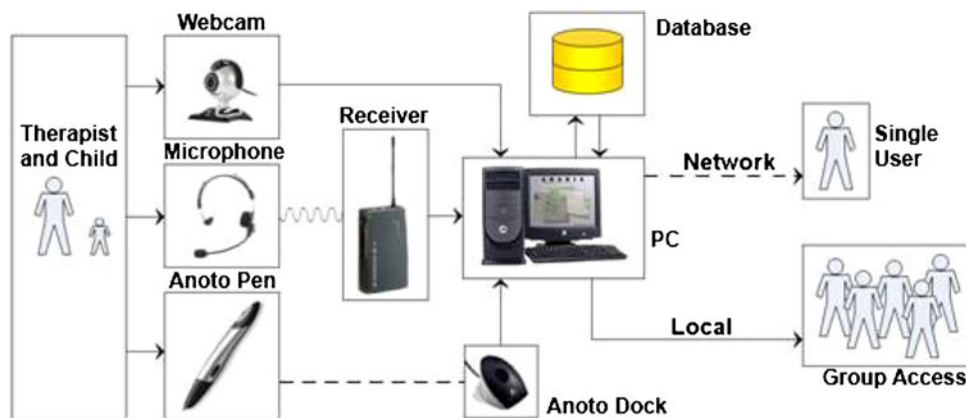 Webcam
Database
Therapist
and Child
Receiver
Microphone
Network
Single
User
PC
Anoto Pen
Local
Anoto Dock
Group Access